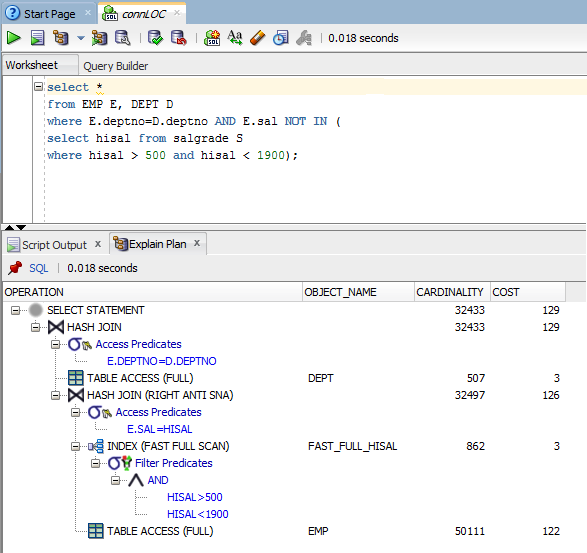 Start Page
connLOC
0.018 seconds
Worksheet Query Builder
select *
from EMP E, DEPT D
where E.deptno=D.deptno AND E.sal NOT IN (
select hisal from salgrade S
where hisal > 500 and hisal < 1900);
Script Output Explain Plan
SQL 0.018 seconds
OPERATION OBJECT_NAME CARDINALITY COST
SELECT STATEMENT 32433 129
HASH JOIN 32433 129
Access Predicates
E.DEPTNO=D.DEPTNO
TABLE ACCESS (FULL) DEPT 507 3
HASH JOIN (RIGHT ANTI SNA) 32497 126
Access Predicates
E.SAL=HISAL
INDEX (FAST FULL SCAN) FAST_FULL_HISAL 862 3
Filter Predicates
AND
HISAL>500
HISAL<1900
TABLE ACCESS (FULL) EMP 50111 122